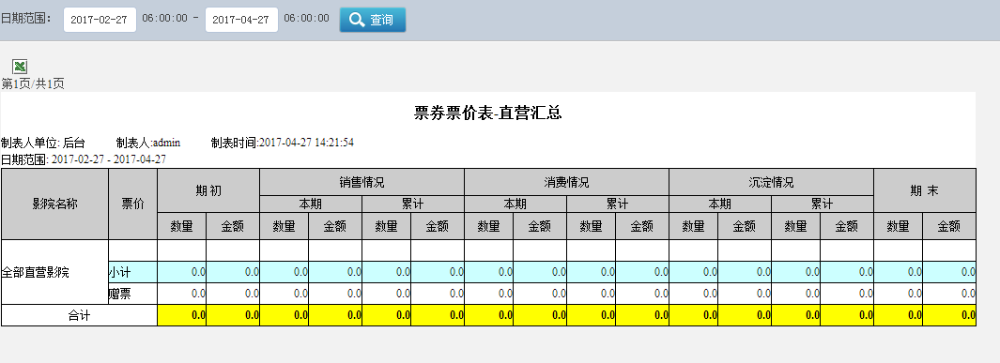 日期范围： 2017-02-27 06:00:00 - 2017-04-27 06:00:00 查询
第1页/共1页
票券票价表-直营汇总
制表人单位: 后台 制表人:admin 制表时间:2017-04-27 14:21:54
日期范围: 2017-02-27 - 2017-04-27
影院名称 票价 期 初 销售情况 消费情况 沉淀情况 期 末
本期 累计 本期 累计 本期 累计
数量 金额 数量 金额 数量 金额 数量 金额 数量 金额 数量 金额 数量 金额 数量 金额
全部直营影院
小计 0.0 0.0 0.0 0.0 0.0 0.0 0.0 0.0 0.0 0.0 0.0 0.0 0.0 0.0 0.0 0.0
赠票 0.0 0.0 0.0 0.0 0.0 0.0 0.0 0.0 0.0 0.0 0.0 0.0 0.0 0.0 0.0 0.0
合计 0.0 0.0 0.0 0.0 0.0 0.0 0.0 0.0 0.0 0.0 0.0 0.0 0.0 0.0 0.0 0.0